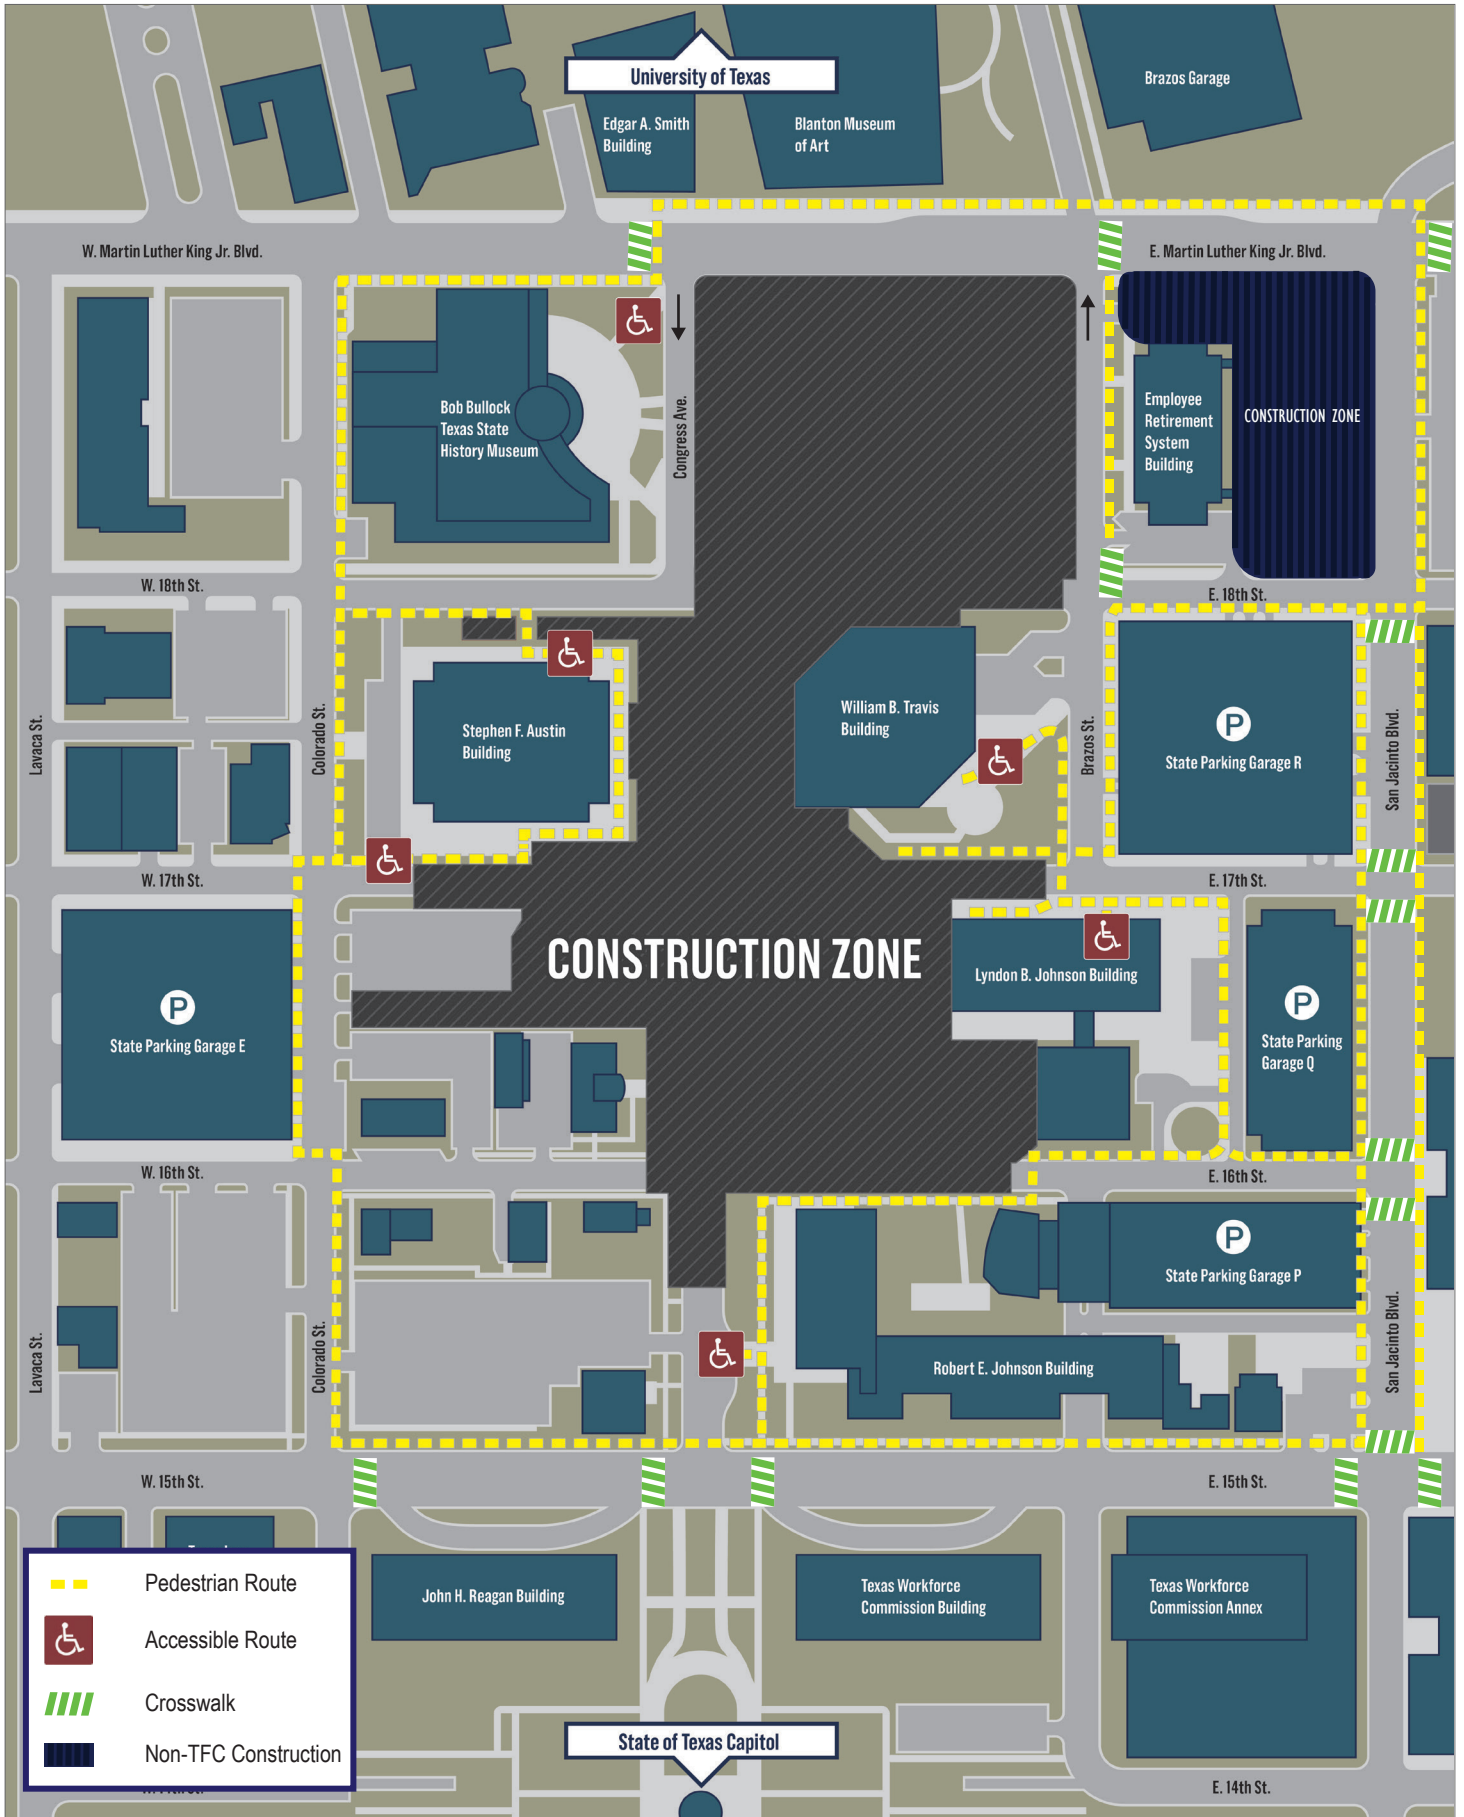 University of Texas
Brazos Garage
Edgar A. Smith
Building
Blanton Museum
of Art
W. Martin Luther King Jr. Blvd.
E. Martin Luther King Jr. Blvd.
Bob Bullock
Texas State
History Museum
Congress Ave.
Employee
Retirement
System
Building
CONSTRUCTION ZONE
W. 18th St.
E. 18th St.
Lavaca St.
Colorado St.
Stephen F. Austin
Building
William B. Travis
Building
Brazos St.
P
State Parking Garage R
San Jacinto Blvd.
W. 17th St.
E. 17th St.
CONSTRUCTION ZONE
Lyndon B. Johnson Building
P
State Parking Garage E
P
State Parking
Garage Q
W. 16th St.
E. 16th St.
P
State Parking Garage P
Lavaca St.
Colorado St.
Robert E. Johnson Building
San Jacinto Blvd.
W. 15th St.
E. 15th St.
John H. Reagan Building
Texas Workforce
Commission Building
Texas Workforce
Commission Annex
Pedestrian Route
Accessible Route
Crosswalk
Non-TFC Construction
State of Texas Capitol
E. 14th St.